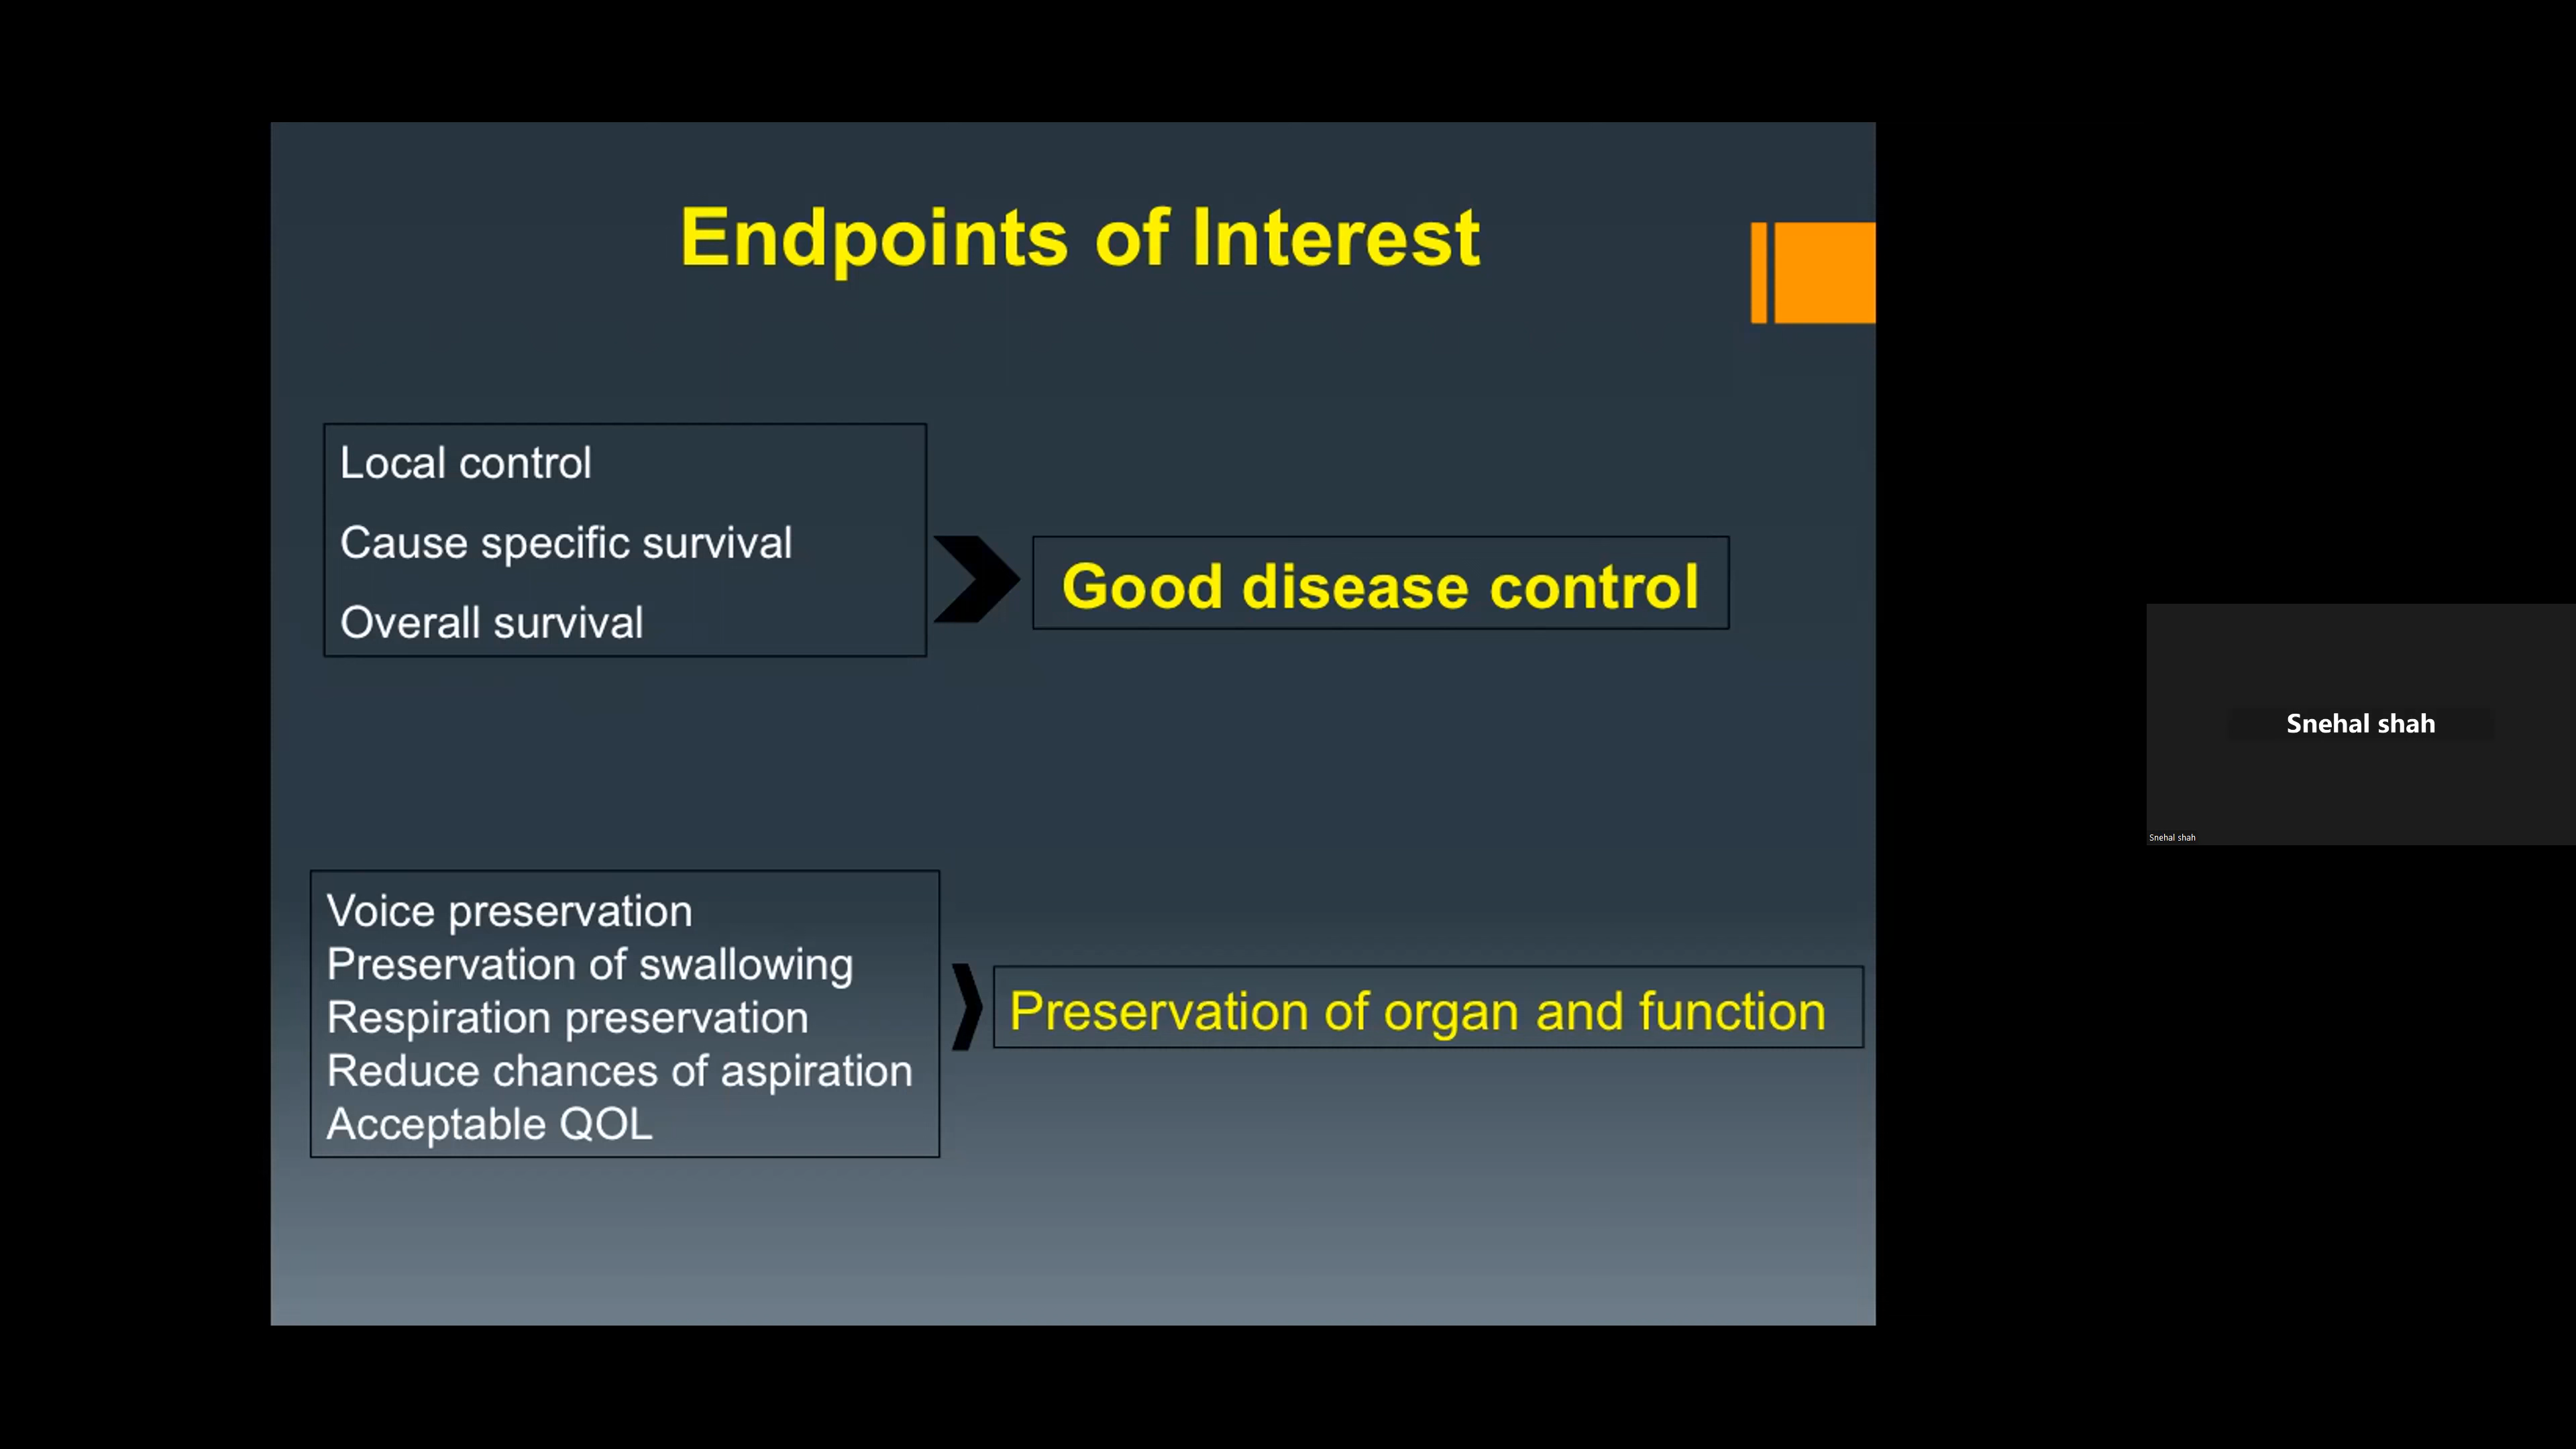 Endpoints of Interest
Local control
Cause specific survival
Overall survival
Good disease control
Voice preservation
Preservation of swallowing
Respiration preservation
Reduce chances of aspiration
Acceptable QOL
Preservation of organ and function
Snehal shah
Snehal shah